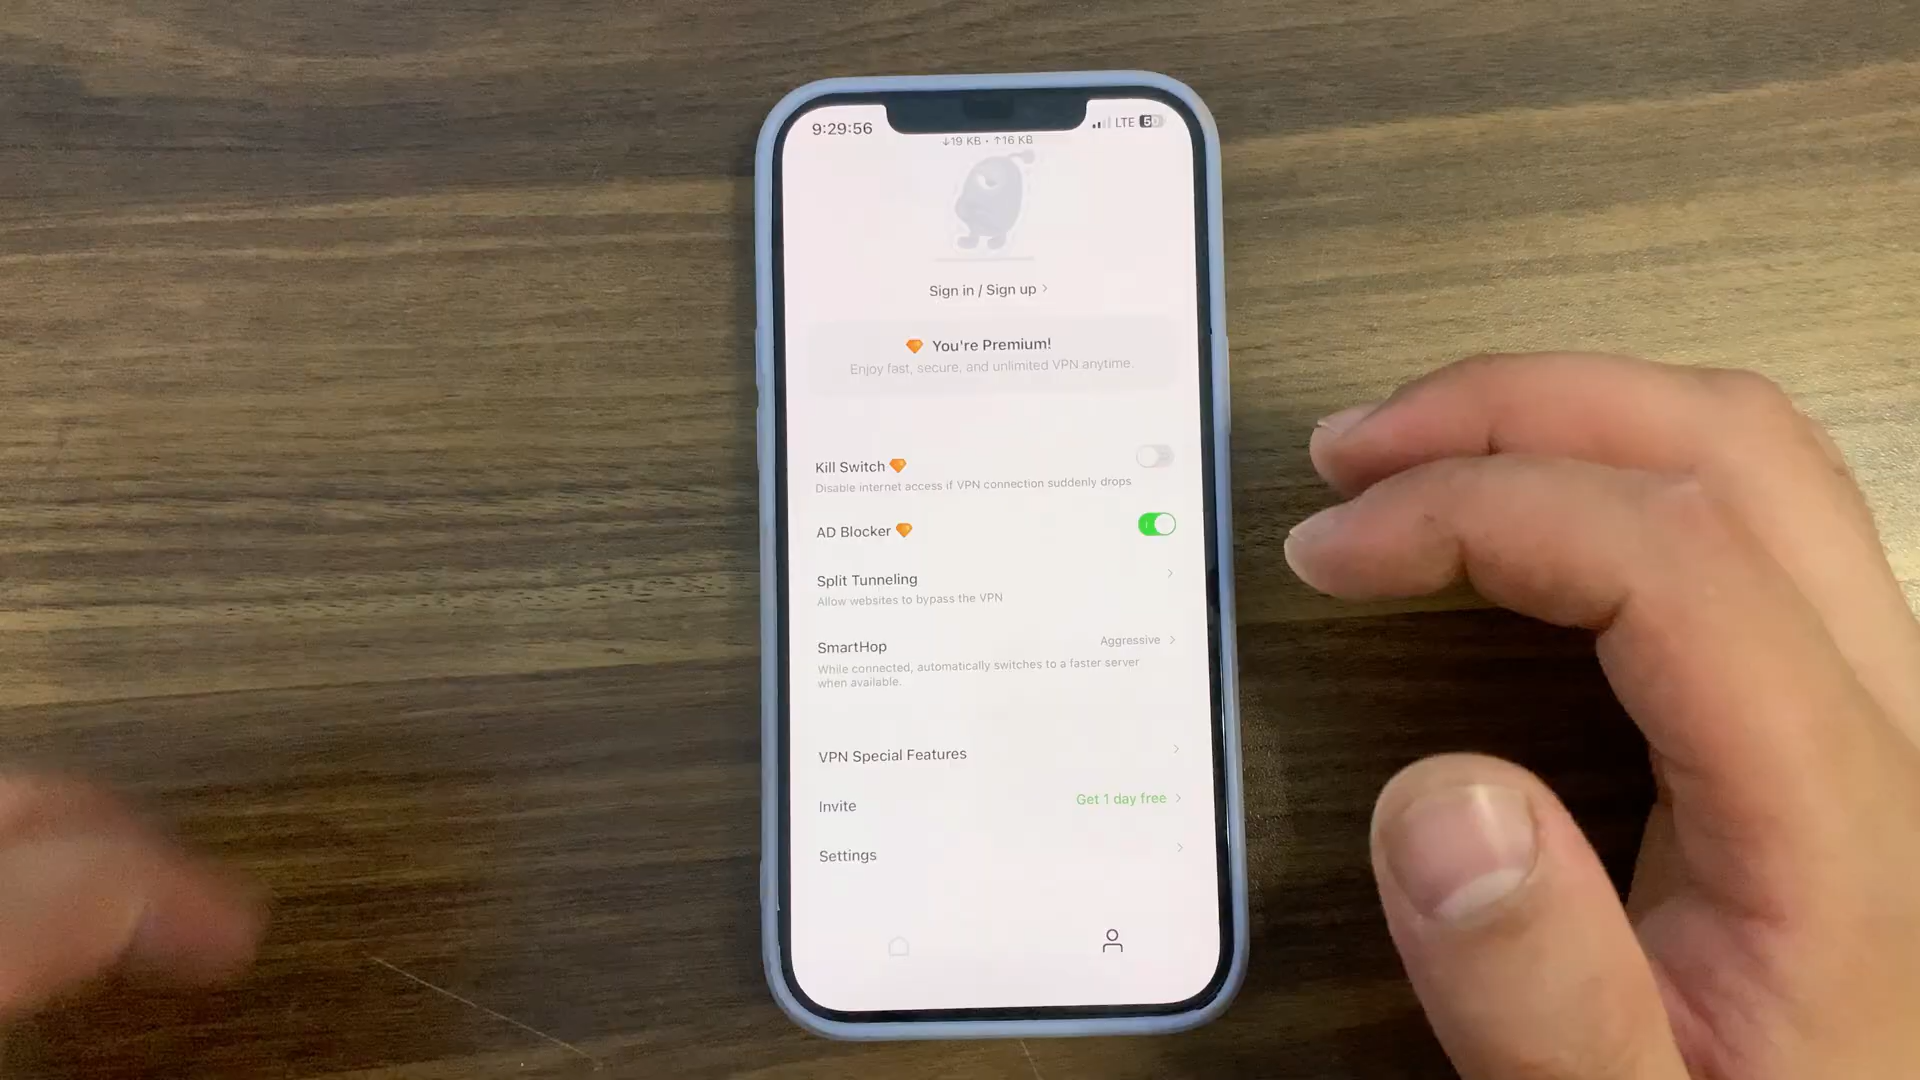 9:29:56
LTE 50
↓19 KB • ↑16 KB
Sign in / Sign up >
You're Premium!
Enjoy fast, secure, and unlimited VPN anytime.
Kill Switch
Disable internet access if VPN connection suddenly drops
AD Blocker
Split Tunneling
Allow websites to bypass the VPN
SmartHop
Aggressive >
While connected, automatically switches to a faster server
when available.
VPN Special Features
Invite
Get 1 day free >
Settings